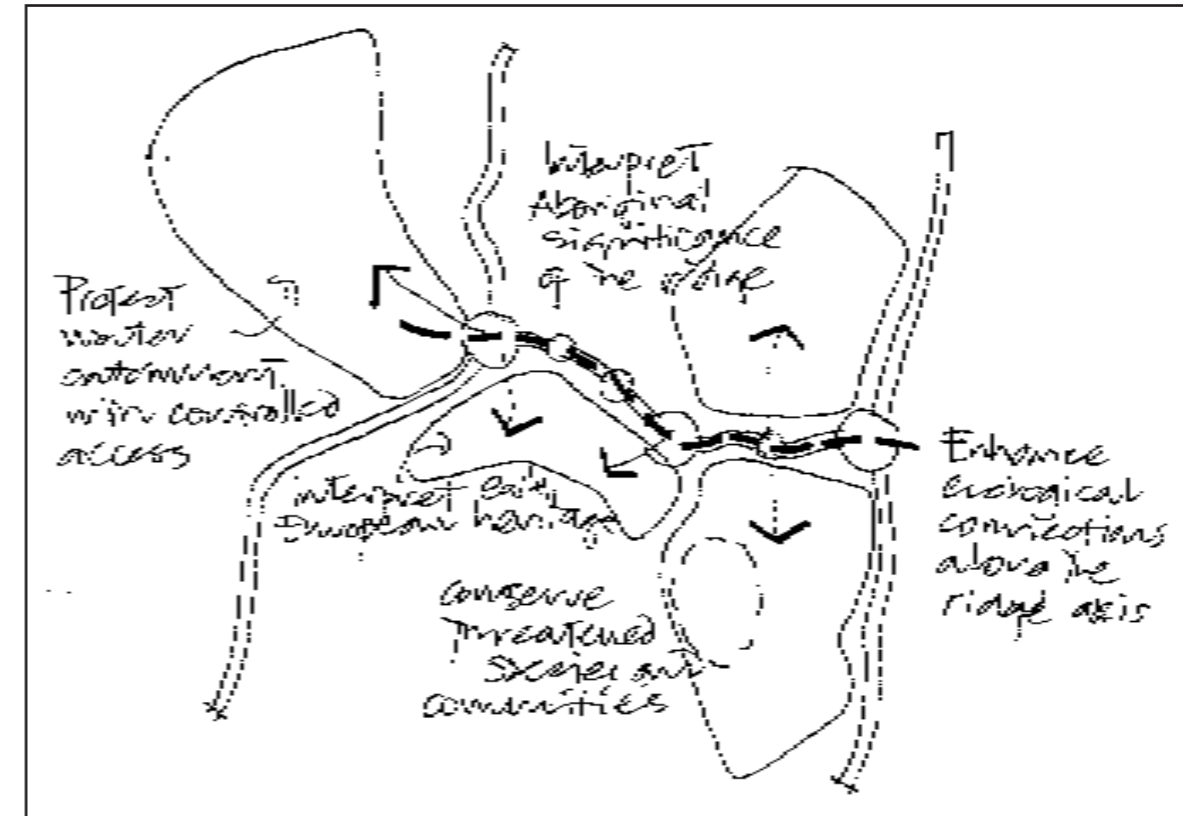 Interpret
Aboriginal
significance
of the ridge
Protect
water
catchment
with controlled
access
interpret early
European heritage
Enhance
ecological
connections
along the
ridge axis
conserve
threatened
species and
communities